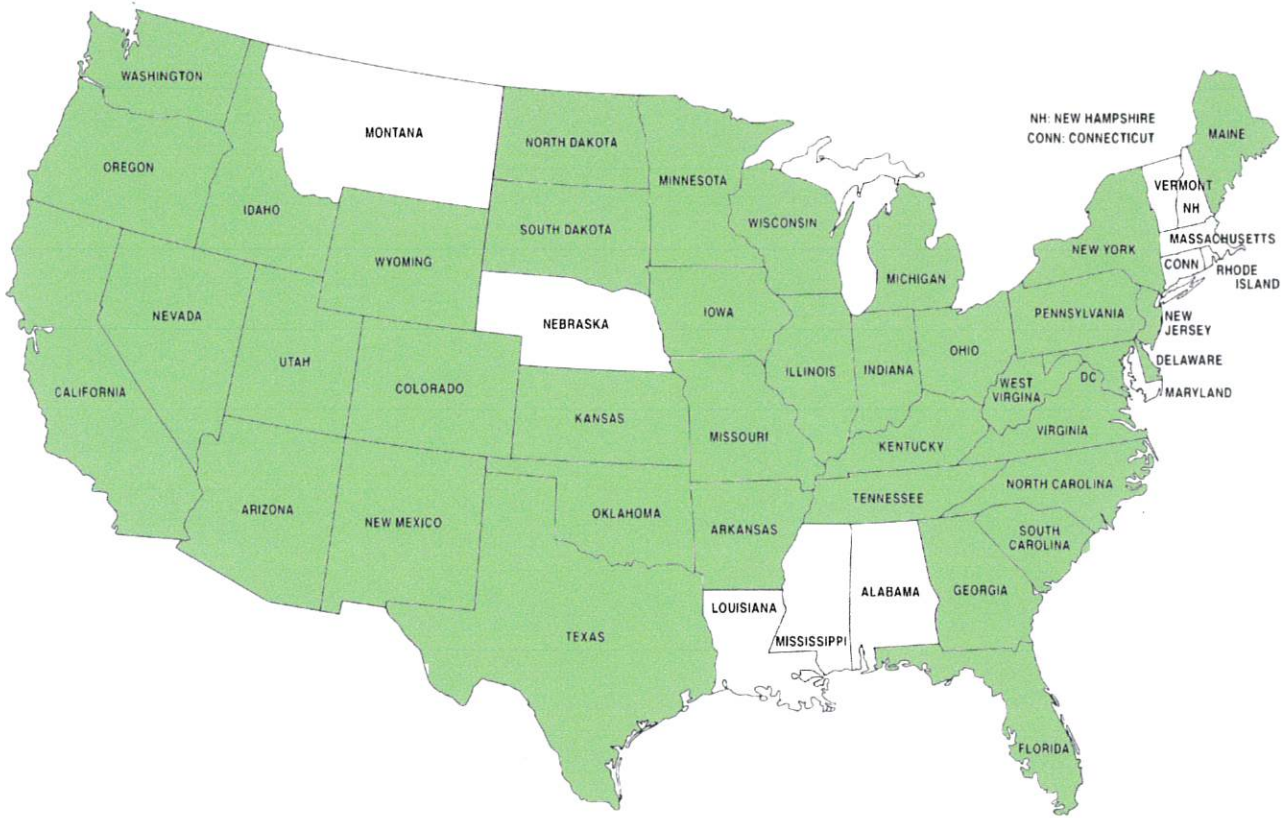 WASHINGTON
MONTANA
NORTH DAKOTA
MINNESOTA
NH: NEW HAMPSHIRE
CONN: CONNECTICUT
MAINE
OREGON
IDAHO
SOUTH DAKOTA
WISCONSIN
VERMONT
NH
WYOMING
MICHIGAN
NEW YORK
MASSACHUSETTS
CONN
RHODE
ISLAND
NEVADA
NEBRASKA
IOWA
PENNSYLVANIA
NEW
JERSEY
UTAH
COLORADO
ILLINOIS
INDIANA
OHIO
DELAWARE
CALIFORNIA
WEST
VIRGINA
DC
MARYLAND
KANSAS
MISSOURI
KENTUCKY
VIRGINIA
ARIZONA
NEW MEXICO
OKLAHOMA
ARKANSAS
TENNESSEE
NORTH CAROLINA
SOUTH
CAROLINA
TEXAS
LOUISIANA
MISSISSIPPI
ALABAMA
GEORGIA
FLORIDA